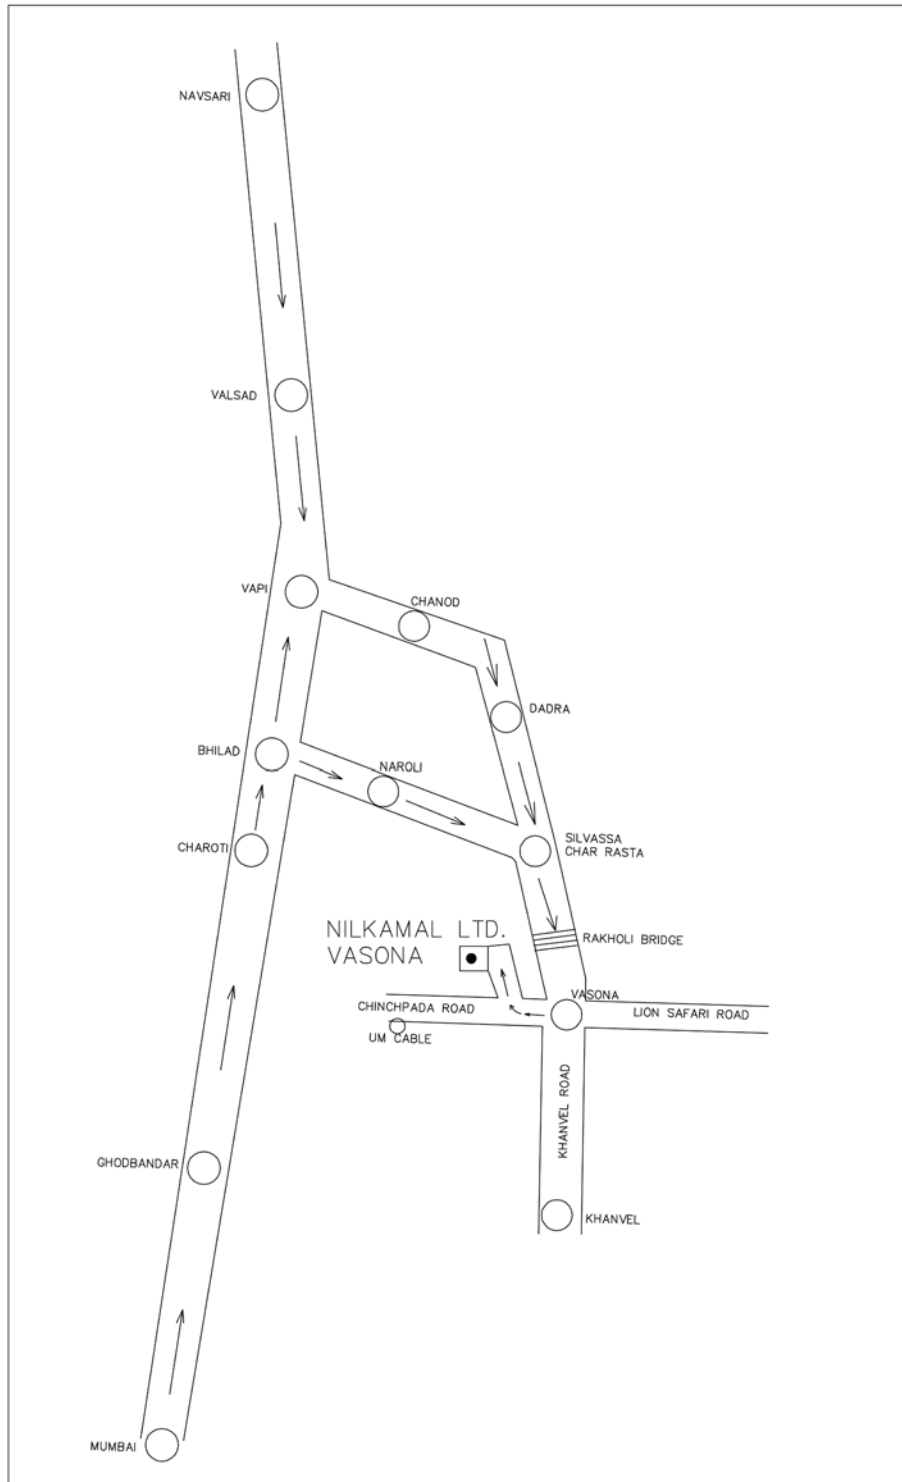 NAVSARI
VALSAD
VAPI
CHANOD
DADRA
BHILAD
NAROLI
CHAROTI
SILVASSA
CHAR RASTA
NILKAMAL LTD.
VASONA
RAKHOLI BRIDGE
VASONA
CHINCHPADA ROAD
LION SAFARI ROAD
UM CABLE
KHANVEL ROAD
GHODBANDAR
KHANVEL
MUMBAI